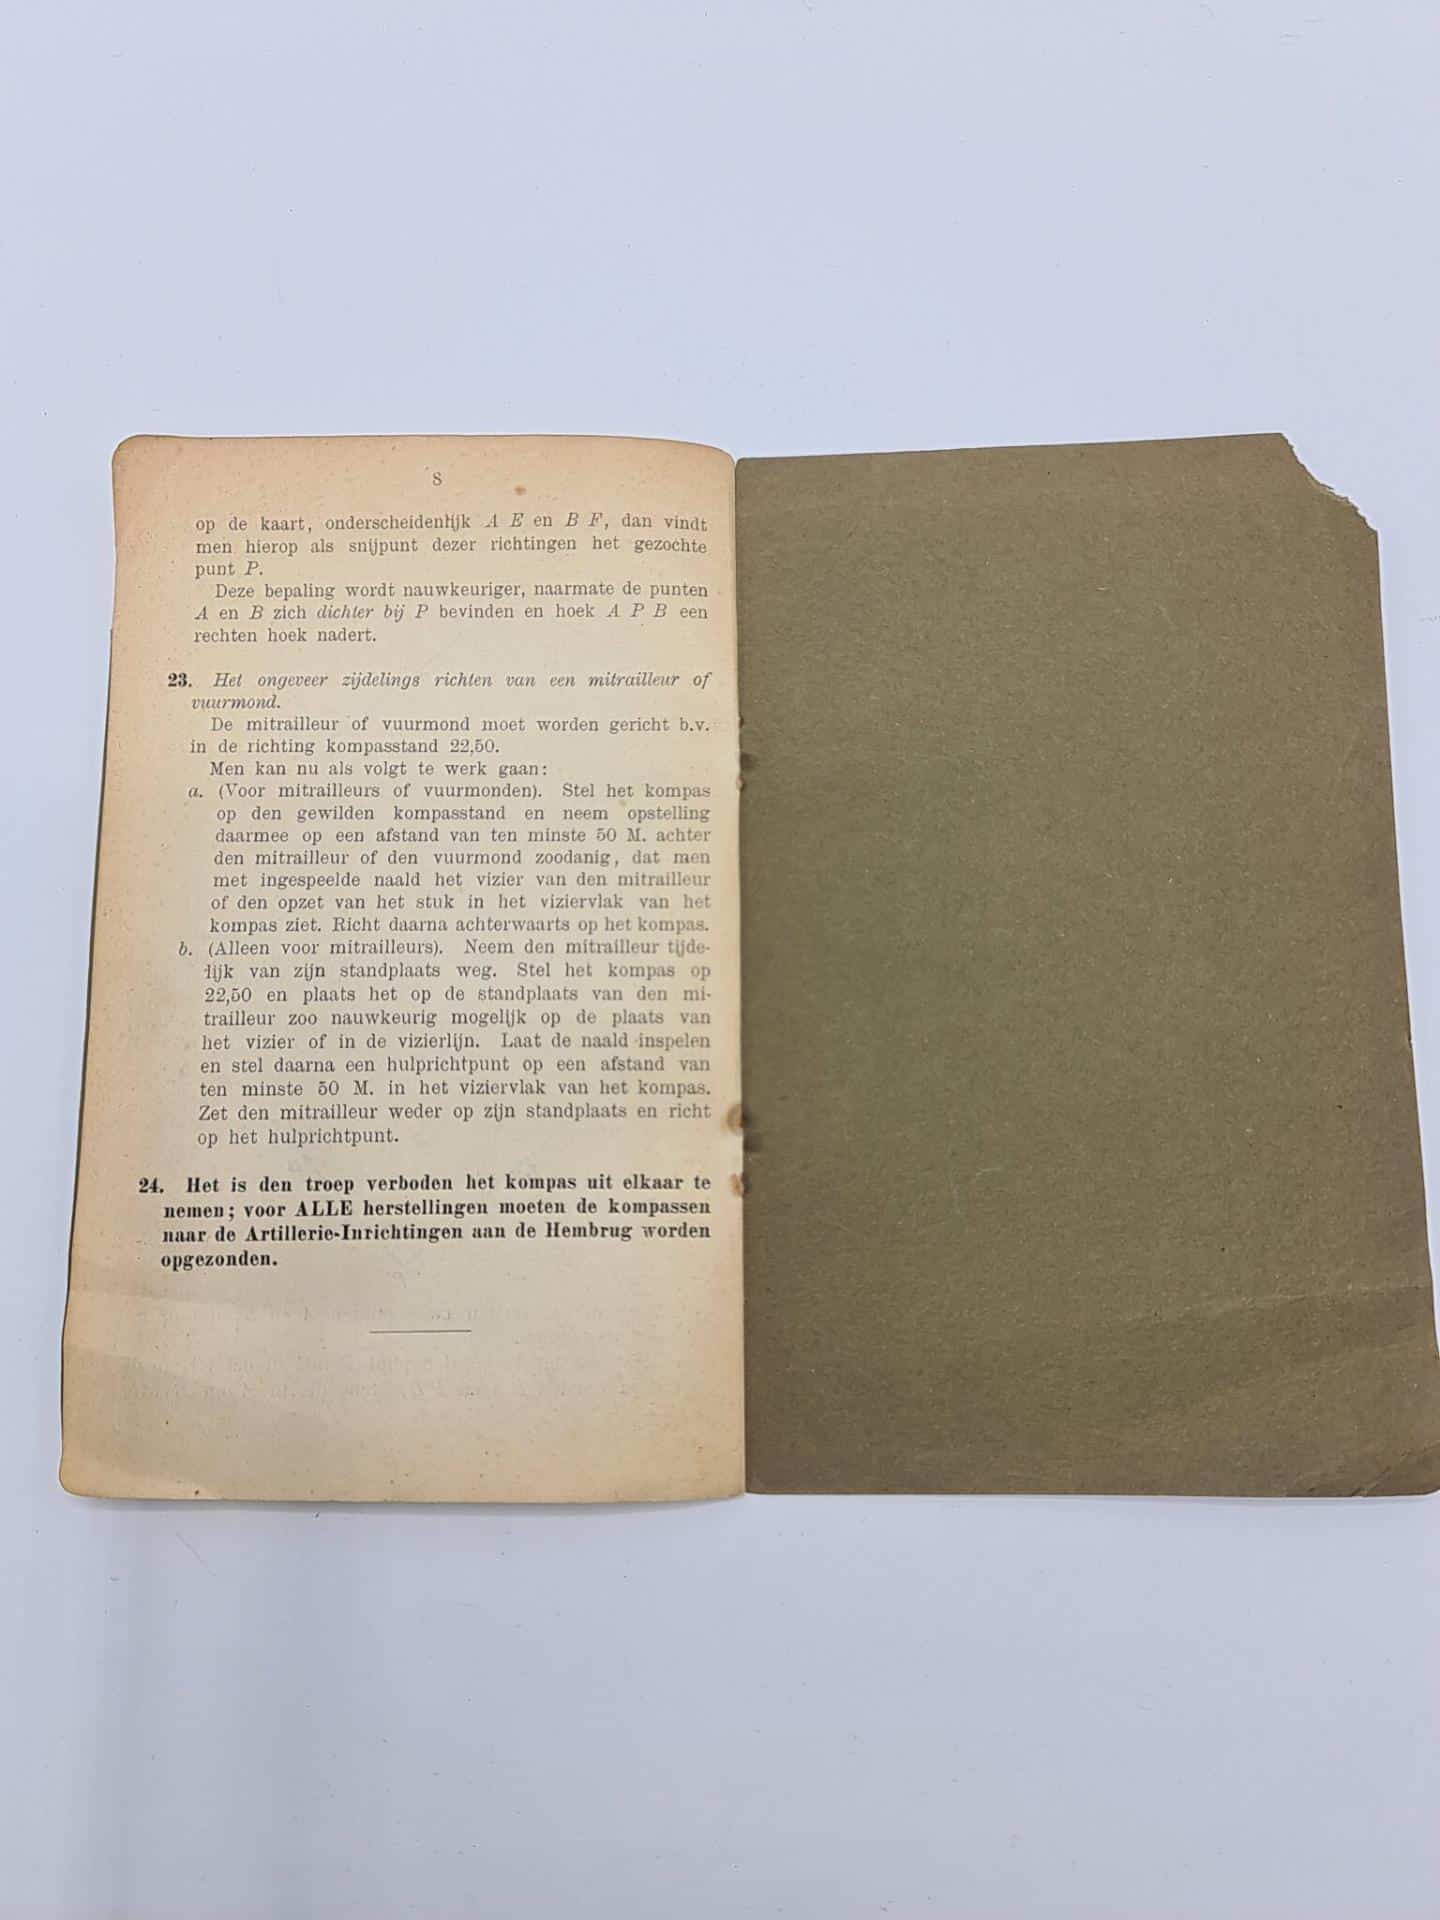 8
op de kaart, onderscheidenlijk A E en B F, dan vindt
men hierop als snijpunt dezer richtingen het gezochte
punt P.
Deze bepaling wordt nauwkeuriger, naarmate de punten
A en B zich dichter bij P bevinden en hoek A P B een
rechten hoek nadert.
23. Het ongeveer zijdelings richten van een mitrailleur of
vuurmond.
De mitrailleur of vuurmond moet worden gericht b.v.
in de richting kompasstand 22,50.
Men kan nu als volgt te werk gaan:
a. (Voor mitrailleurs of vuurmonden). Stel het kompas
op den gewilden kompasstand en neem opstelling
daarmee op een afstand van ten minste 50 M. achter
den mitrailleur of den vuurmond zoodanig, dat men
met ingespeelde naald het vizier van den mitrailleur
of den opzet van het stuk in het viziervlak van het
kompas ziet. Richt daarna achterwaarts op het kompas.
b. (Alleen voor mitrailleurs). Neem den mitrailleur tijde-
lijk van zijn standplaats weg. Stel het kompas op
22,50 en plaats het op de standplaats van den mi-
trailleur zoo nauwkeurig mogelijk op de plaats van
het vizier of in de vizierlijn. Laat de naald inspelen
en stel daarna een hulprichtpunt op een afstand van
ten minste 50 M. in het viziervlak van het kompas.
Zet den mitrailleur weder op zijn standplaats en richt
op het hulprichtpunt.
24. Het is den troep verboden het kompas uit elkaar te
nemen; voor ALLE herstellingen moeten de kompassen
naar de Artillerie-Inrichtingen aan de Hembrug worden
opgezonden.